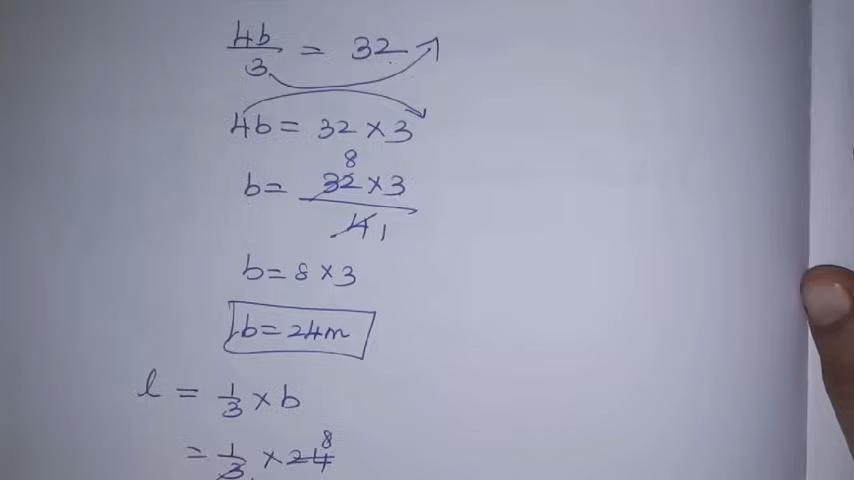 4b/3 = 32
4b = 32 × 3
b = 32 × 3 / 4 8 1
b = 8 × 3
b = 24m
l = 1/3 × b
= 1/3 × 24 8